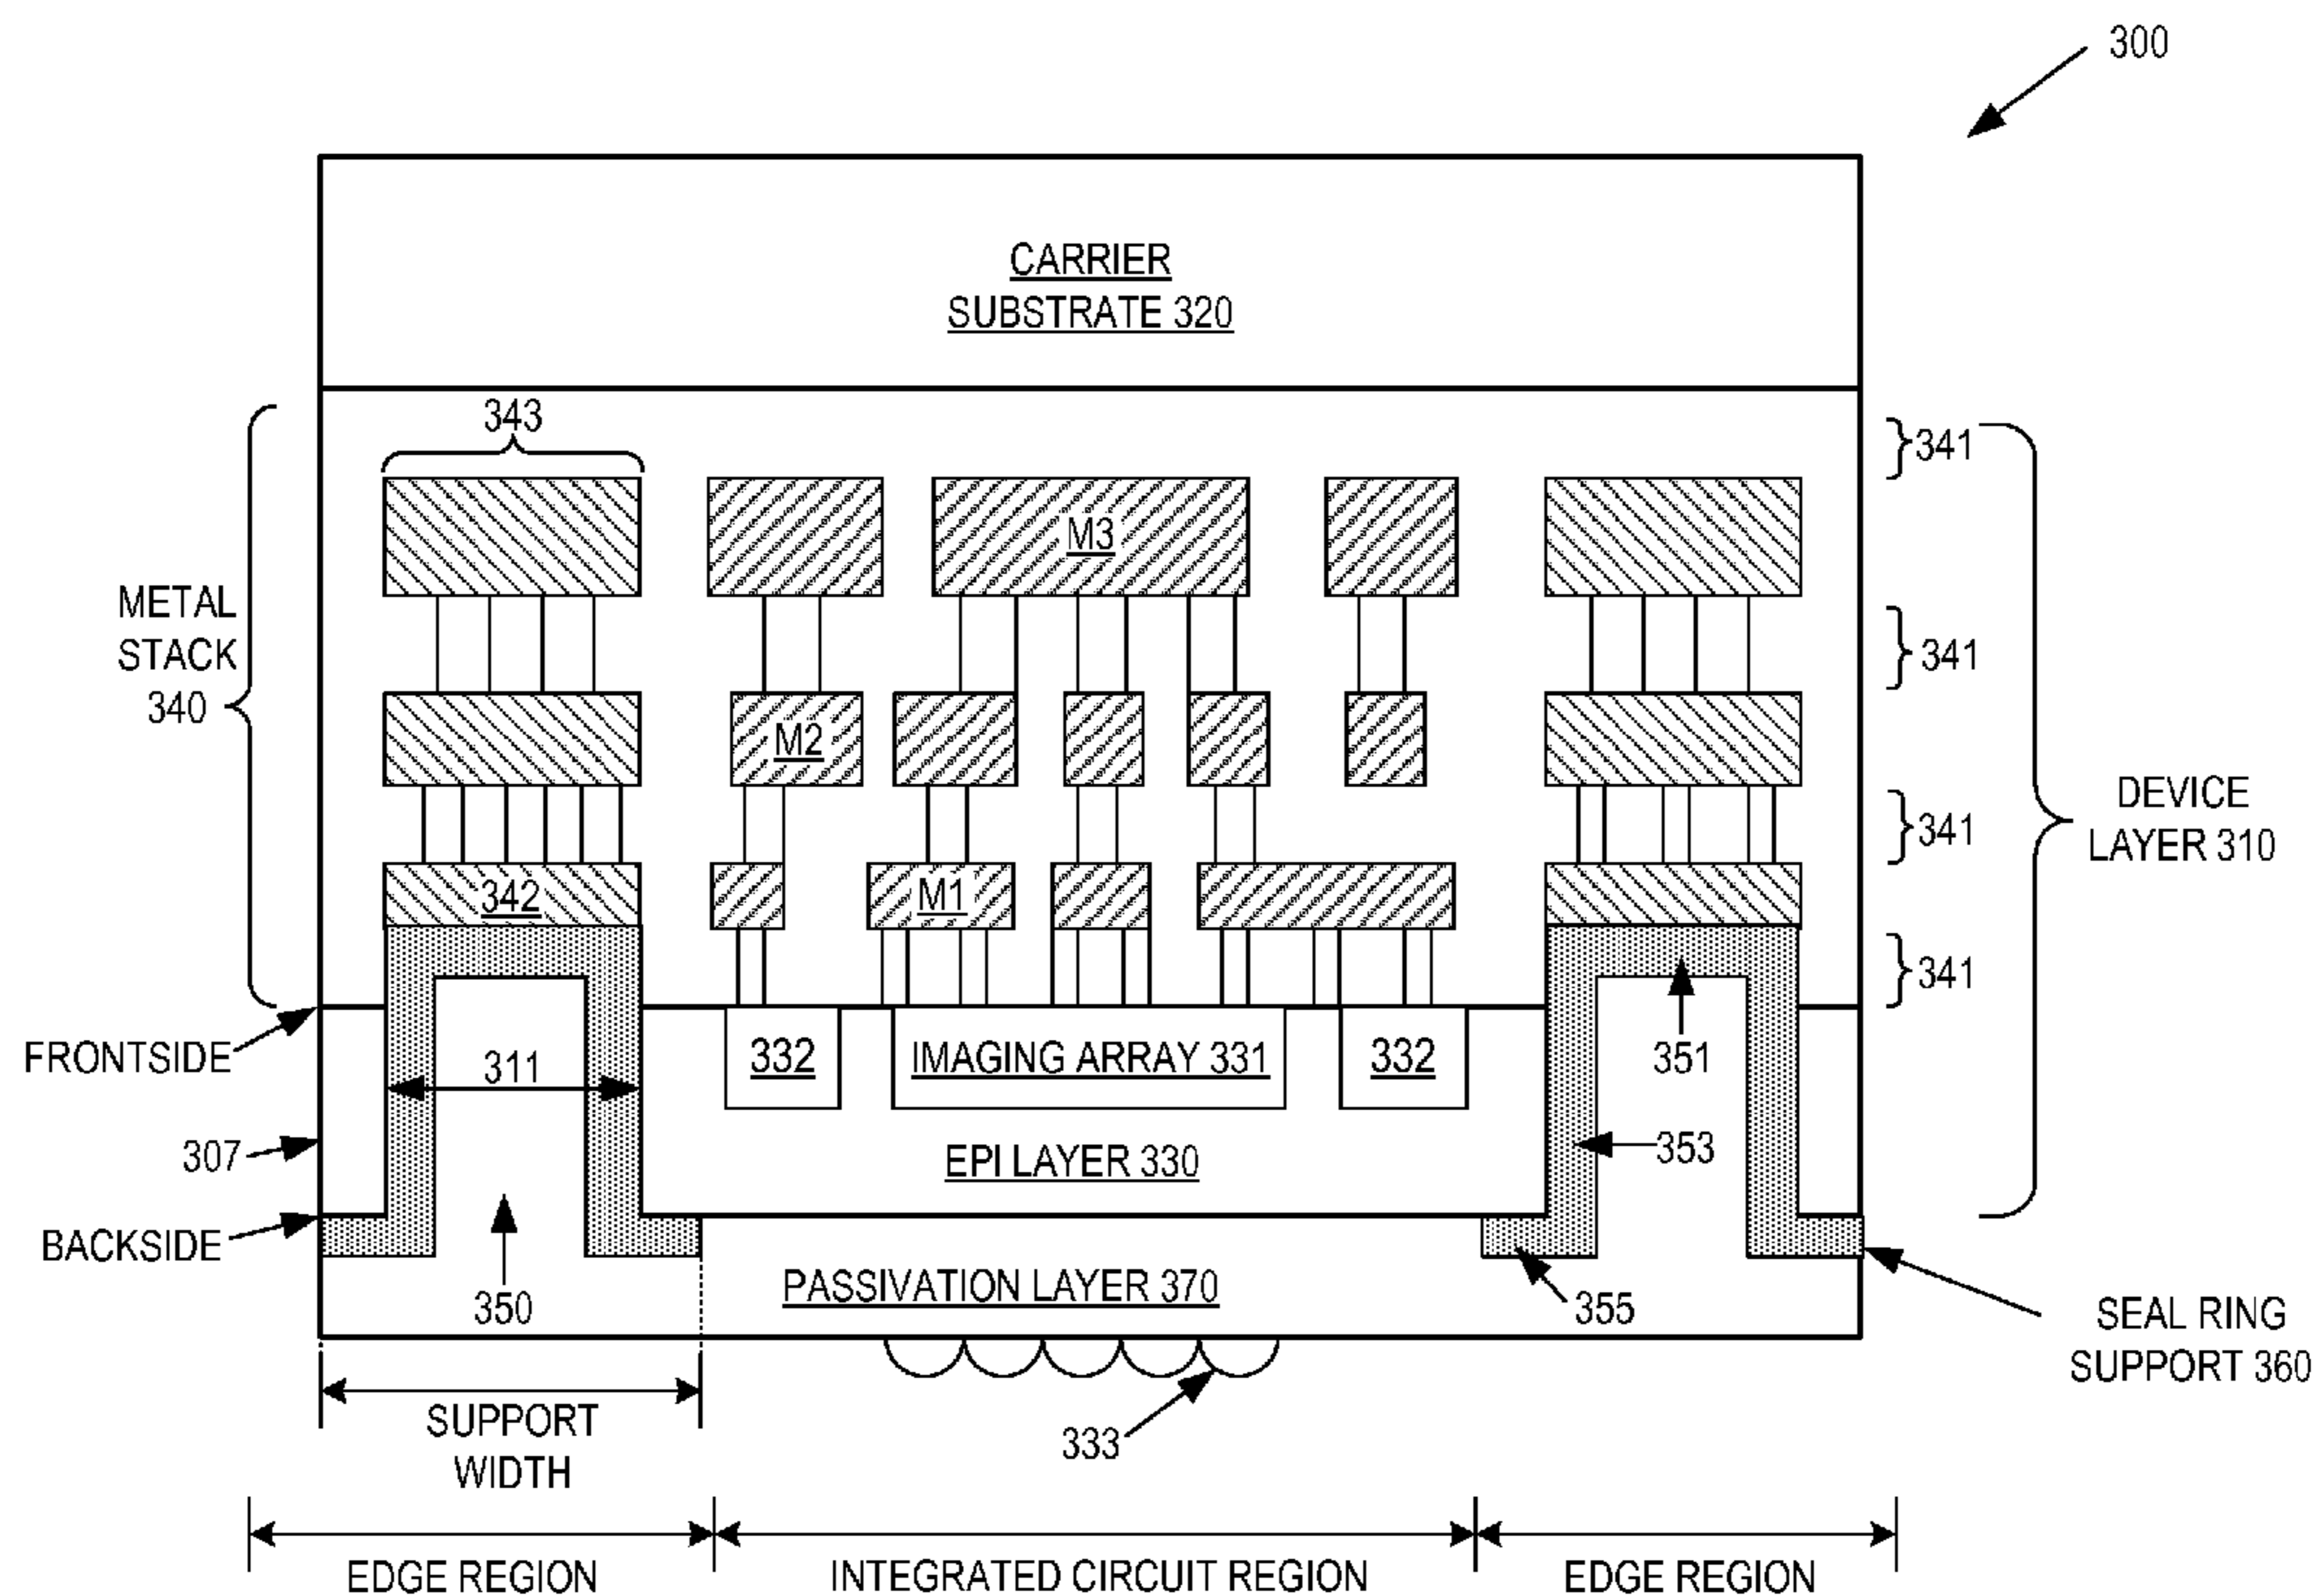 300
CARRIER
SUBSTRATE 320
343
341
M3
METAL
STACK
340
341
M2
DEVICE
LAYER 310
341
342
M1
341
FRONTSIDE
311
332
IMAGING ARRAY 331
332
351
307
EPI LAYER 330
353
BACKSIDE
350
PASSIVATION LAYER 370
355
SEAL RING
SUPPORT 360
SUPPORT
WIDTH
333
EDGE REGION
INTEGRATED CIRCUIT REGION
EDGE REGION